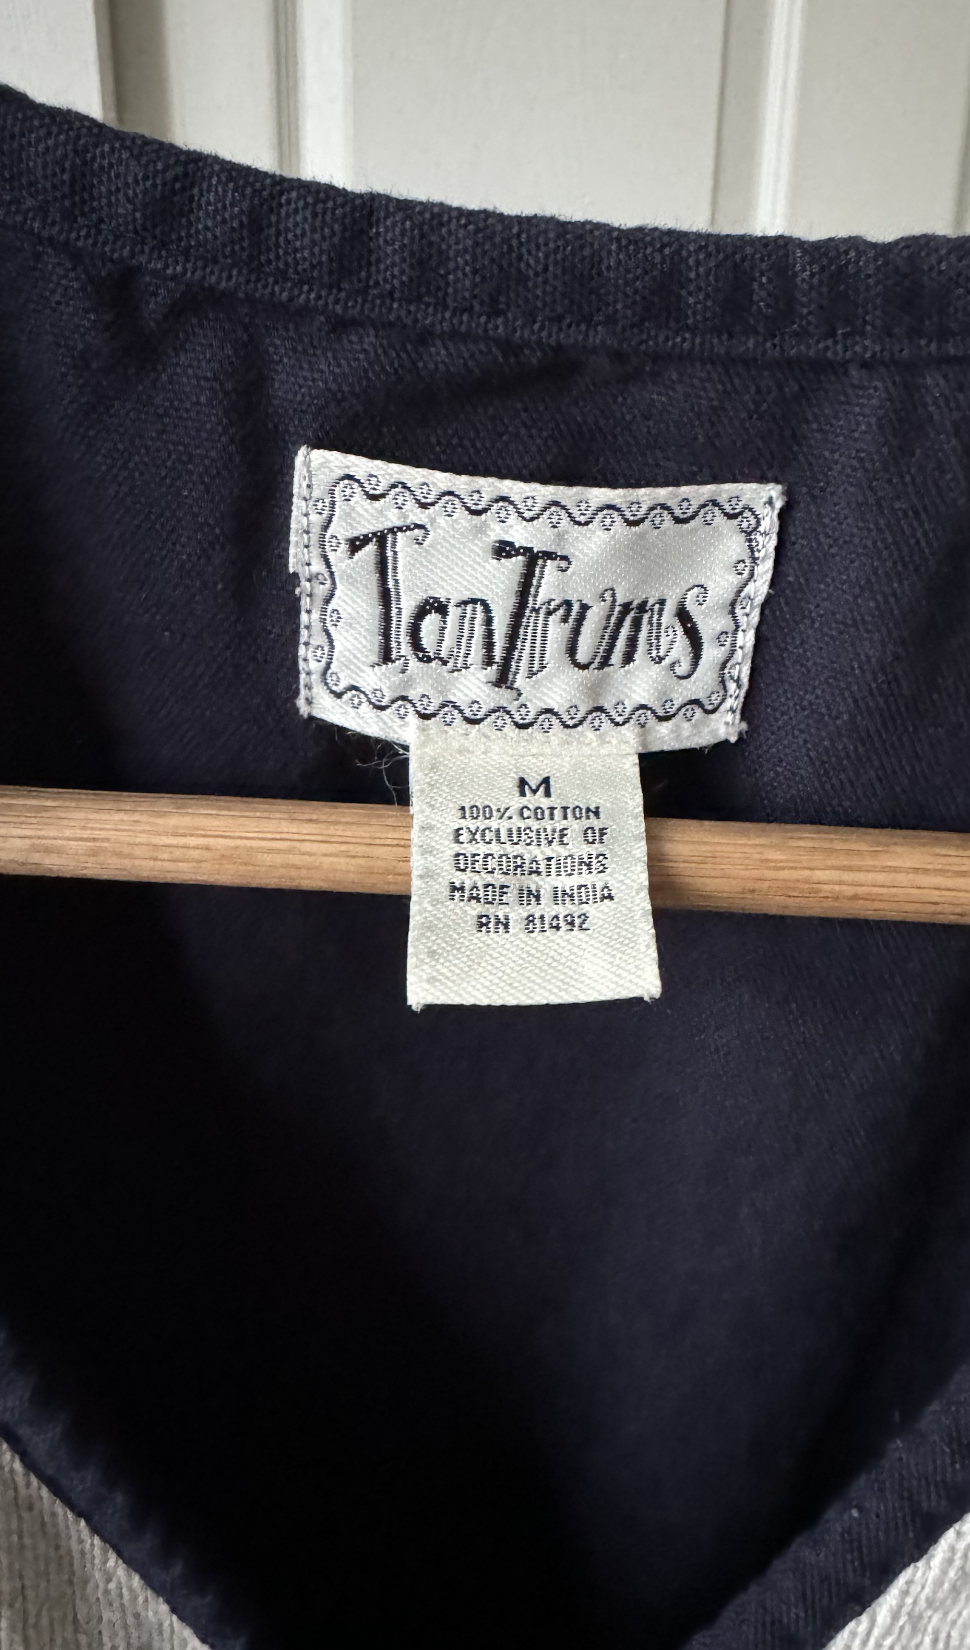 TanTrums
M
100% COTTON
EXCLUSIVE OF
DECORATIONS
MADE IN INDIA
RN 81492